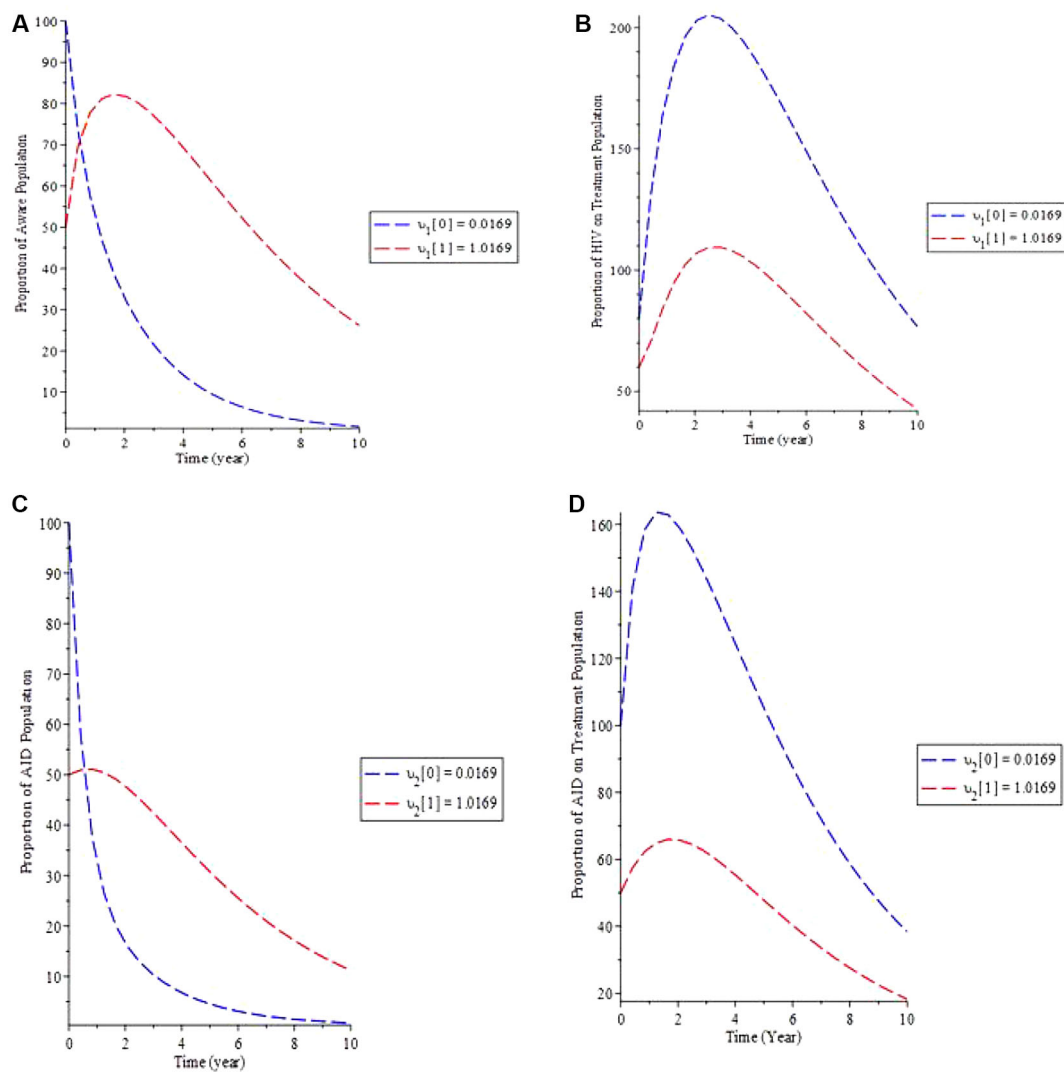 A
100
90
80
70
60
50
40
30
20
10
0 2 4 6 8 10
Proportion of Aware Population
Time (year)
υ1[0] = 0.0169
υ1[1] = 1.0169
B
200
150
100
50
0 2 4 6 8 10
Proportion of HIV on Treatment Population
Time (year)
υ1[0] = 0.0169
υ1[1] = 1.0169
C
100
90
80
70
60
50
40
30
20
10
0 2 4 6 8 10
Proportion of AID Population
Time (year)
υ2[0] = 0.0169
υ2[1] = 1.0169
D
160
140
120
100
80
60
40
20
0 2 4 6 8 10
Proportion of AID on Treatment Population
Time (Year)
υ2[0] = 0.0169
υ2[1] = 1.0169